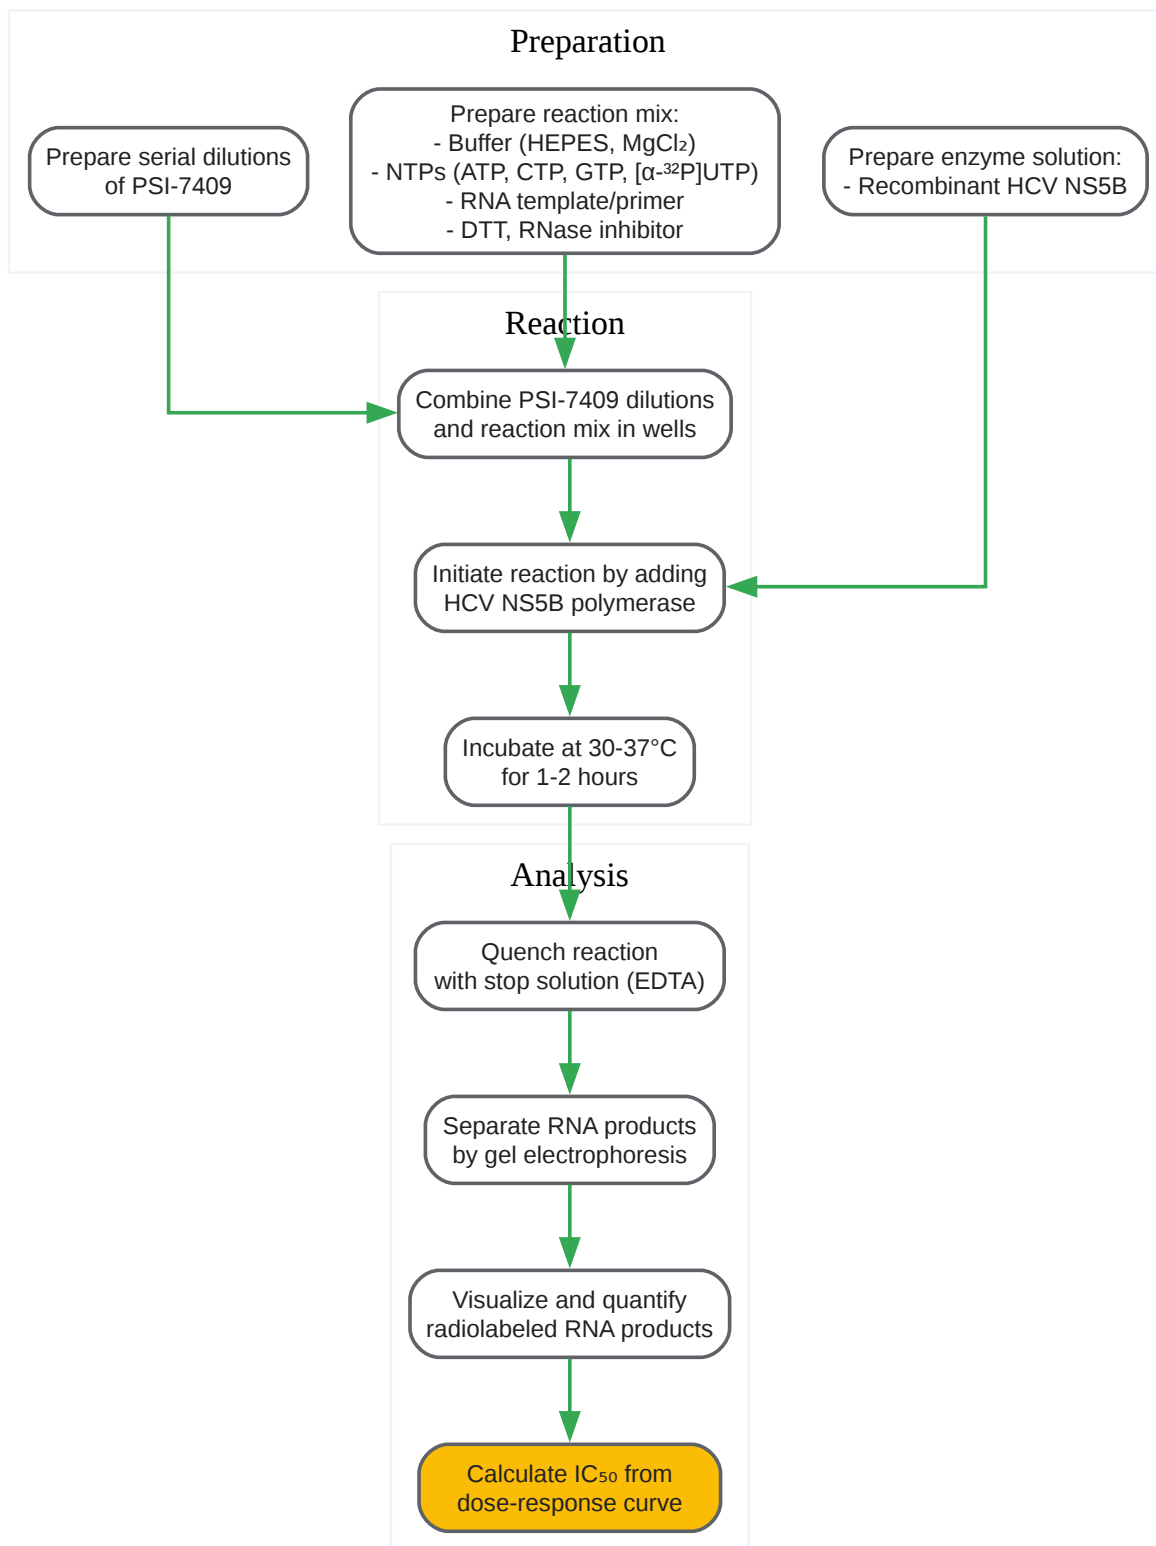 Preparation
Prepare serial dilutions
of PSI-7409
Prepare reaction mix:
- Buffer (HEPES, MgCl₂)
- NTPs (ATP, CTP, GTP, [α-³²P]UTP)
- RNA template/primer
- DTT, RNase inhibitor
Prepare enzyme solution:
- Recombinant HCV NS5B
Reaction
Combine PSI-7409 dilutions
and reaction mix in wells
Initiate reaction by adding
HCV NS5B polymerase
Incubate at 30-37°C
for 1-2 hours
Analysis
Quench reaction
with stop solution (EDTA)
Separate RNA products
by gel electrophoresis
Visualize and quantify
radiolabeled RNA products
Calculate IC₅₀ from
dose-response curve